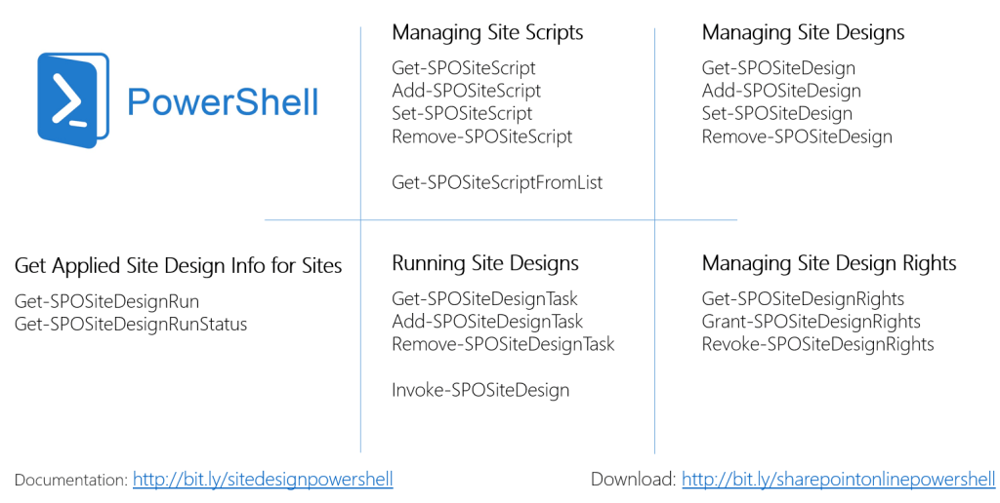 PowerShell
Managing Site Scripts
Get-SPOSiteScript
Add-SPOSiteScript
Set-SPOSiteScript
Remove-SPOSiteScript
Get-SPOSiteScriptFromList
Managing Site Designs
Get-SPOSiteDesign
Add-SPOSiteDesign
Set-SPOSiteDesign
Remove-SPOSiteDesign
Get Applied Site Design Info for Sites
Get-SPOSiteDesignRun
Get-SPOSiteDesignRunStatus
Running Site Designs
Get-SPOSiteDesignTask
Add-SPOSiteDesignTask
Remove-SPOSiteDesignTask
Invoke-SPOSiteDesign
Managing Site Design Rights
Get-SPOSiteDesignRights
Grant-SPOSiteDesignRights
Revoke-SPOSiteDesignRights
Documentation: http://bit.ly/sitedesignpowershell
Download: http://bit.ly/sharepointonlinepowershell